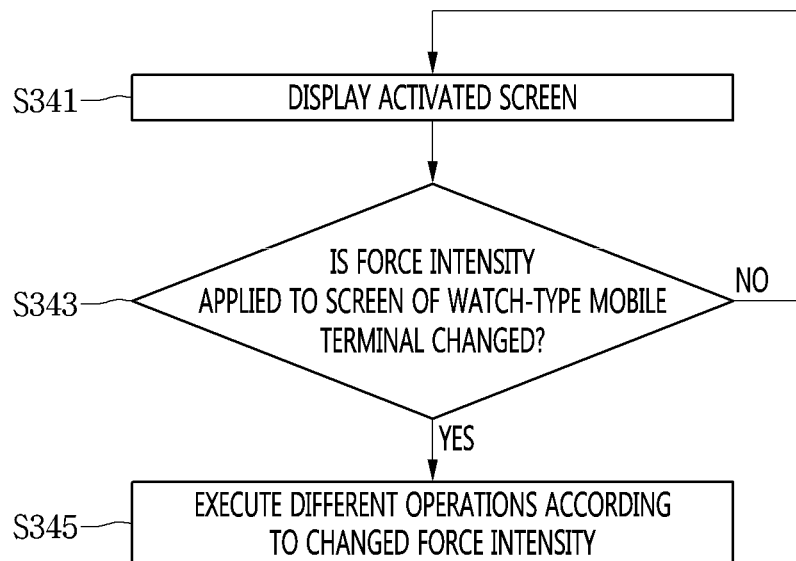 S341
DISPLAY ACTIVATED SCREEN
IS FORCE INTENSITY
APPLIED TO SCREEN OF WATCH-TYPE MOBILE
TERMINAL CHANGED?
S343
NO
YES
S345
EXECUTE DIFFERENT OPERATIONS ACCORDING
TO CHANGED FORCE INTENSITY